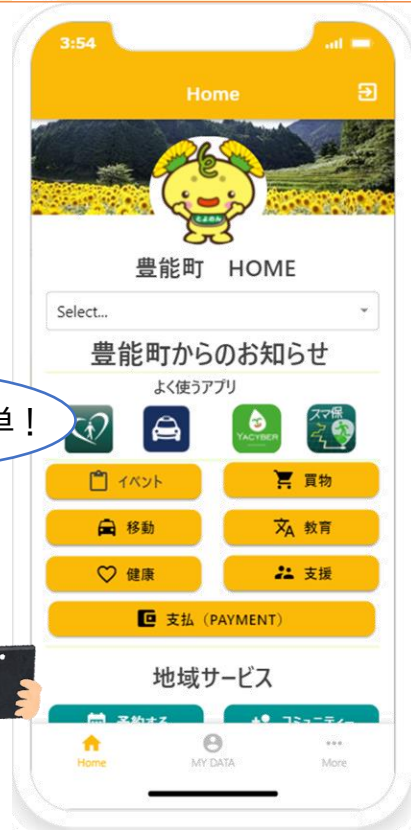 3:54
Home
とよのん
豊能町 HOME
Select...
豊能町からのお知らせ
よく使うアプリ
単！
YACYBER
スマ保
イベント
買物
移動
教育
健康
支援
支払（PAYMENT）
地域サービス
予約する
コミュニティー
Home
MY DATA
More